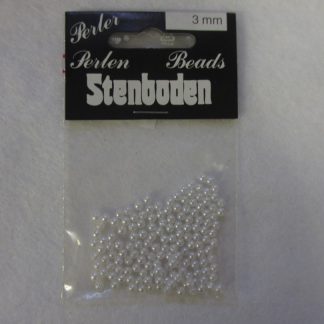 Perler
3 mm
Perlen Beads
Stenboden